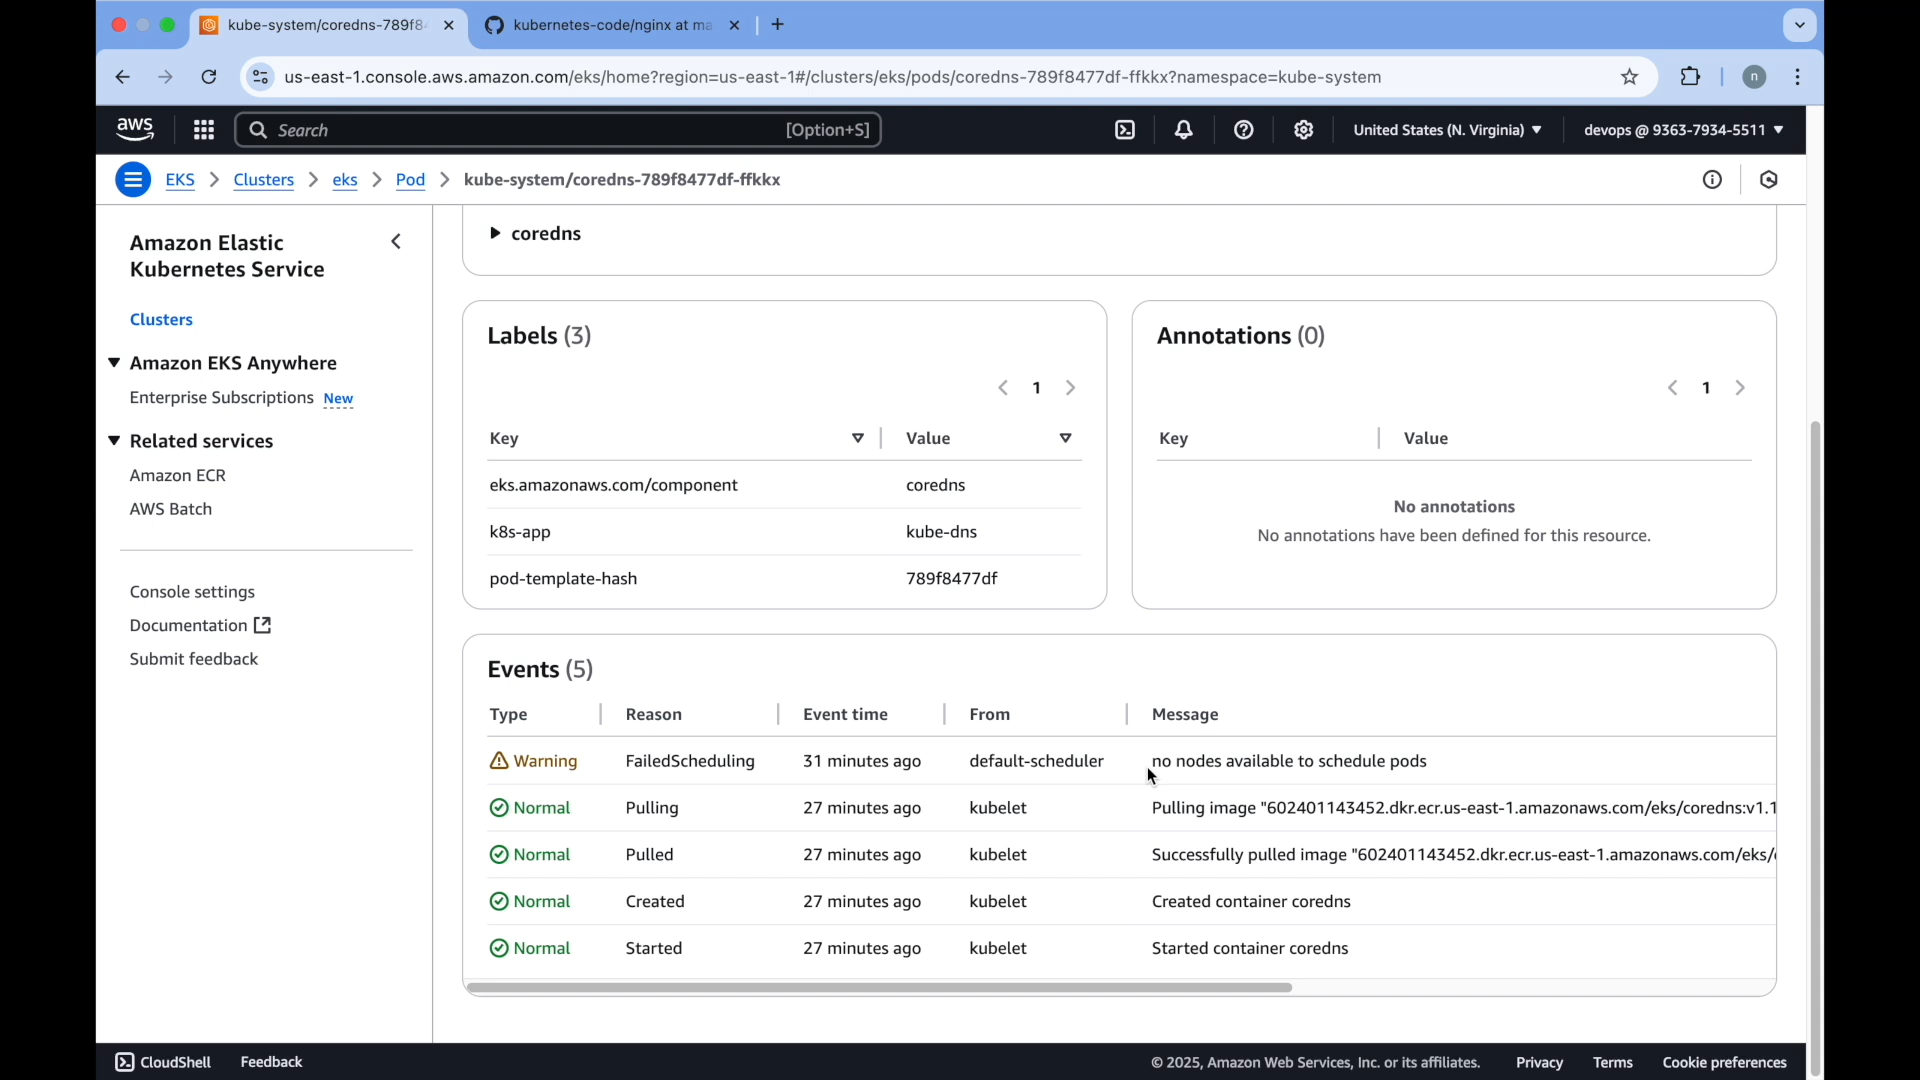 kube-system/coredns-789f8
kubernetes-code/nginx at ma
us-east-1.console.aws.amazon.com/eks/home?region=us-east-1#/clusters/eks/pods/coredns-789f8477df-ffkkx?namespace=kube-system
n
aws
Search
[Option+S]
United States (N. Virginia)
devops @ 9363-7934-5511
EKS > Clusters > eks > Pod > kube-system/coredns-789f8477df-ffkkx
Amazon Elastic
Kubernetes Service
Clusters
Amazon EKS Anywhere
Enterprise Subscriptions New
Related services
Amazon ECR
AWS Batch
Console settings
Documentation
Submit feedback
coredns
Labels (3)
1
Key Value
eks.amazonaws.com/component coredns
k8s-app kube-dns
pod-template-hash 789f8477df
Annotations (0)
1
Key Value
No annotations
No annotations have been defined for this resource.
Events (5)
Type Reason Event time From Message
Warning FailedScheduling 31 minutes ago default-scheduler no nodes available to schedule pods
Normal Pulling 27 minutes ago kubelet Pulling image "602401143452.dkr.ecr.us-east-1.amazonaws.com/eks/coredns:v1.1
Normal Pulled 27 minutes ago kubelet Successfully pulled image "602401143452.dkr.ecr.us-east-1.amazonaws.com/eks/
Normal Created 27 minutes ago kubelet Created container coredns
Normal Started 27 minutes ago kubelet Started container coredns
CloudShell
Feedback
© 2025, Amazon Web Services, Inc. or its affiliates.
Privacy
Terms
Cookie preferences